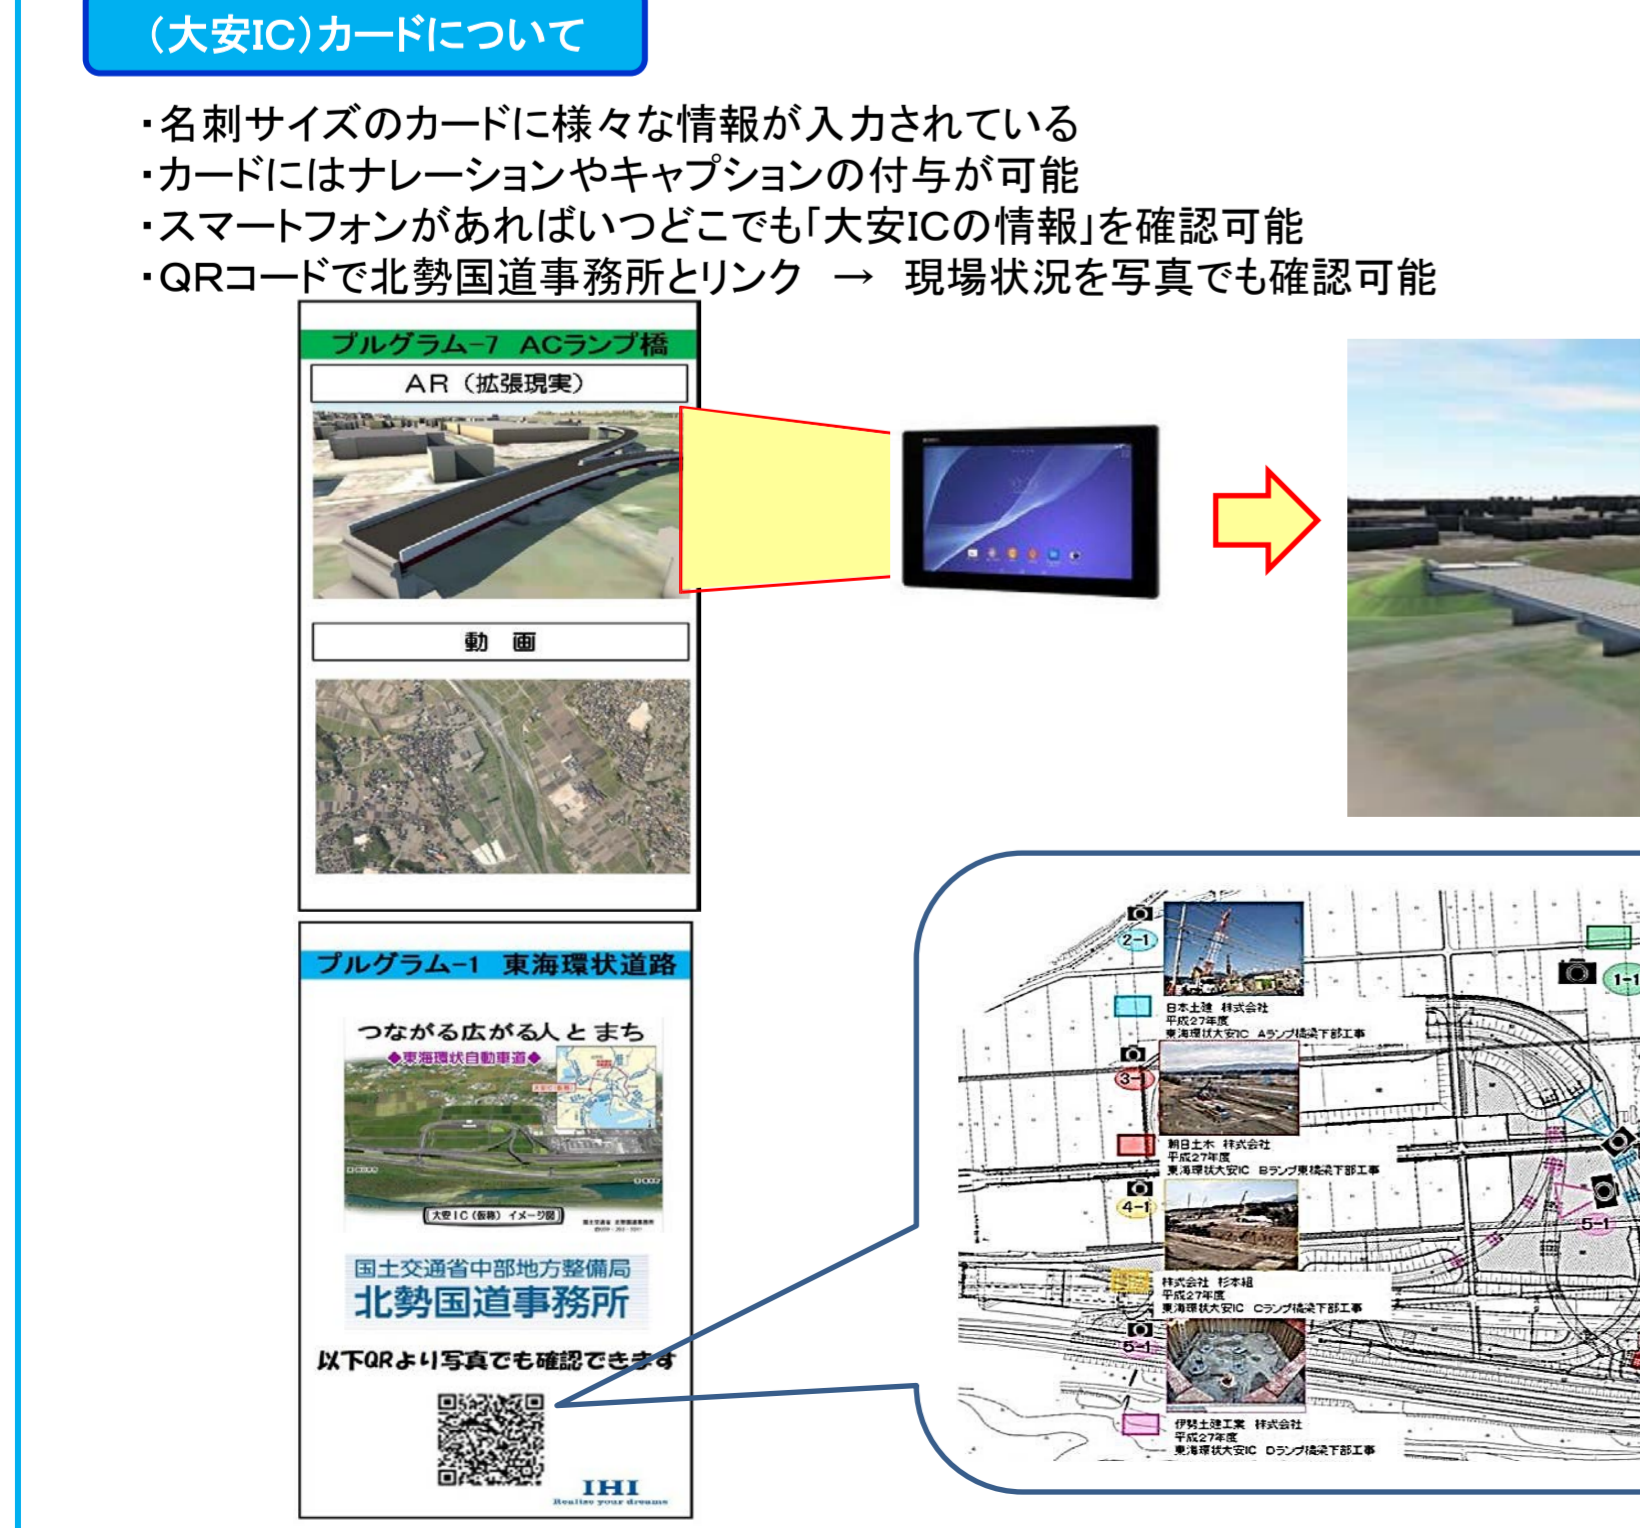 （大安IC）カードについて
・名刺サイズのカードに様々な情報が入力されている
・カードにはナレーションやキャプションの付与が可能
・スマートフォンがあればいつどこでも「大安ICの情報」を確認可能
・QRコードで北勢国道事務所とリンク　→　現場状況を写真でも確認可能
プルグラム-7　ACランプ橋
AR（拡張現実）
動　画
プルグラム-1　東海環状道路
つながる広がる人とまち
◆東海環状自動車道◆
大安IC（仮称）イメージ図
国土交通省中部地方整備局
北勢国道事務所
以下QRより写真でも確認できます
IHI
Realize your dreams
2-1
日本土建　株式会社
平成27年度
東海環状大安IC　Aランプ橋梁下部工事
3-1
朝日土木　株式会社
平成27年度
東海環状大安IC　Bランプ東橋梁下部工事
4-1
株式会社　杉本組
平成27年度
東海環状大安IC　Cランプ橋梁下部工事
5-1
伊勢土建工業　株式会社
平成27年度
東海環状大安IC　Dランプ橋梁下部工事
1-1
5-1